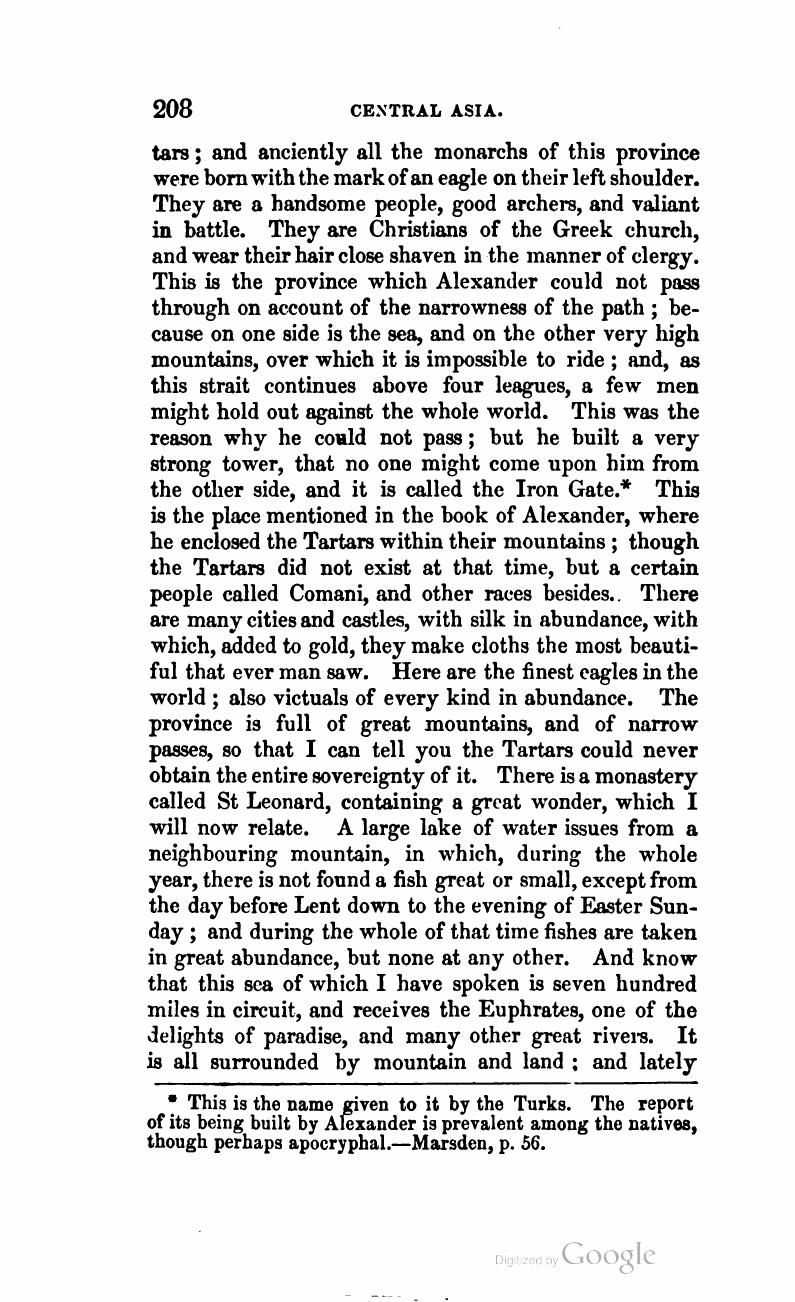 208 CENTRAL ASIA.
tars ; and anciently all the monarchs of this province
were born with the mark of an eagle on their left shoulder.
They are a handsome people, good archers, and valiant
in battle. They are Christians of the Greek church,
and wear their hair close shaven in the manner of clergy.
This is the province which Alexander could not pass
through on account of the narrowness of the path ; be-
cause on one side is the sea, and on the other very high
mountains, over which it is impossible to ride ; and, as
this strait continues above four leagues, a few men
might hold out against the whole world. This was the
reason why he could not pass ; but he built a very
strong tower, that no one might come upon him from
the other side, and it is called the Iron Gate.* This
is the place mentioned in the book of Alexander, where
he enclosed the Tartars within their mountains ; though
the Tartars did not exist at that time, but a certain
people called Comani, and other races besides.. There
are many cities and castles, with silk in abundance, with
which, added to gold, they make cloths the most beauti-
ful that ever man saw. Here are the finest eagles in the
world ; also victuals of every kind in abundance. The
province is full of great mountains, and of narrow
passes, so that I can tell you the Tartars could never
obtain the entire sovereignty of it. There is a monastery
called St Leonard, containing a great wonder, which I
will now relate. A large lake of water issues from a
neighbouring mountain, in which, during the whole
year, there is not found a fish great or small, except from
the day before Lent down to the evening of Easter Sun-
day ; and during the whole of that time fishes are taken
in great abundance, but none at any other. And know
that this sea of which I have spoken is seven hundred
miles in circuit, and receives the Euphrates, one of the
delights of paradise, and many other great rivers. It
is all surrounded by mountain and land ; and lately
* This is the name given to it by the Turks. The report
of its being built by Alexander is prevalent among the natives,
though perhaps apocryphal.—Marsden, p. 56.
Digitized by Google